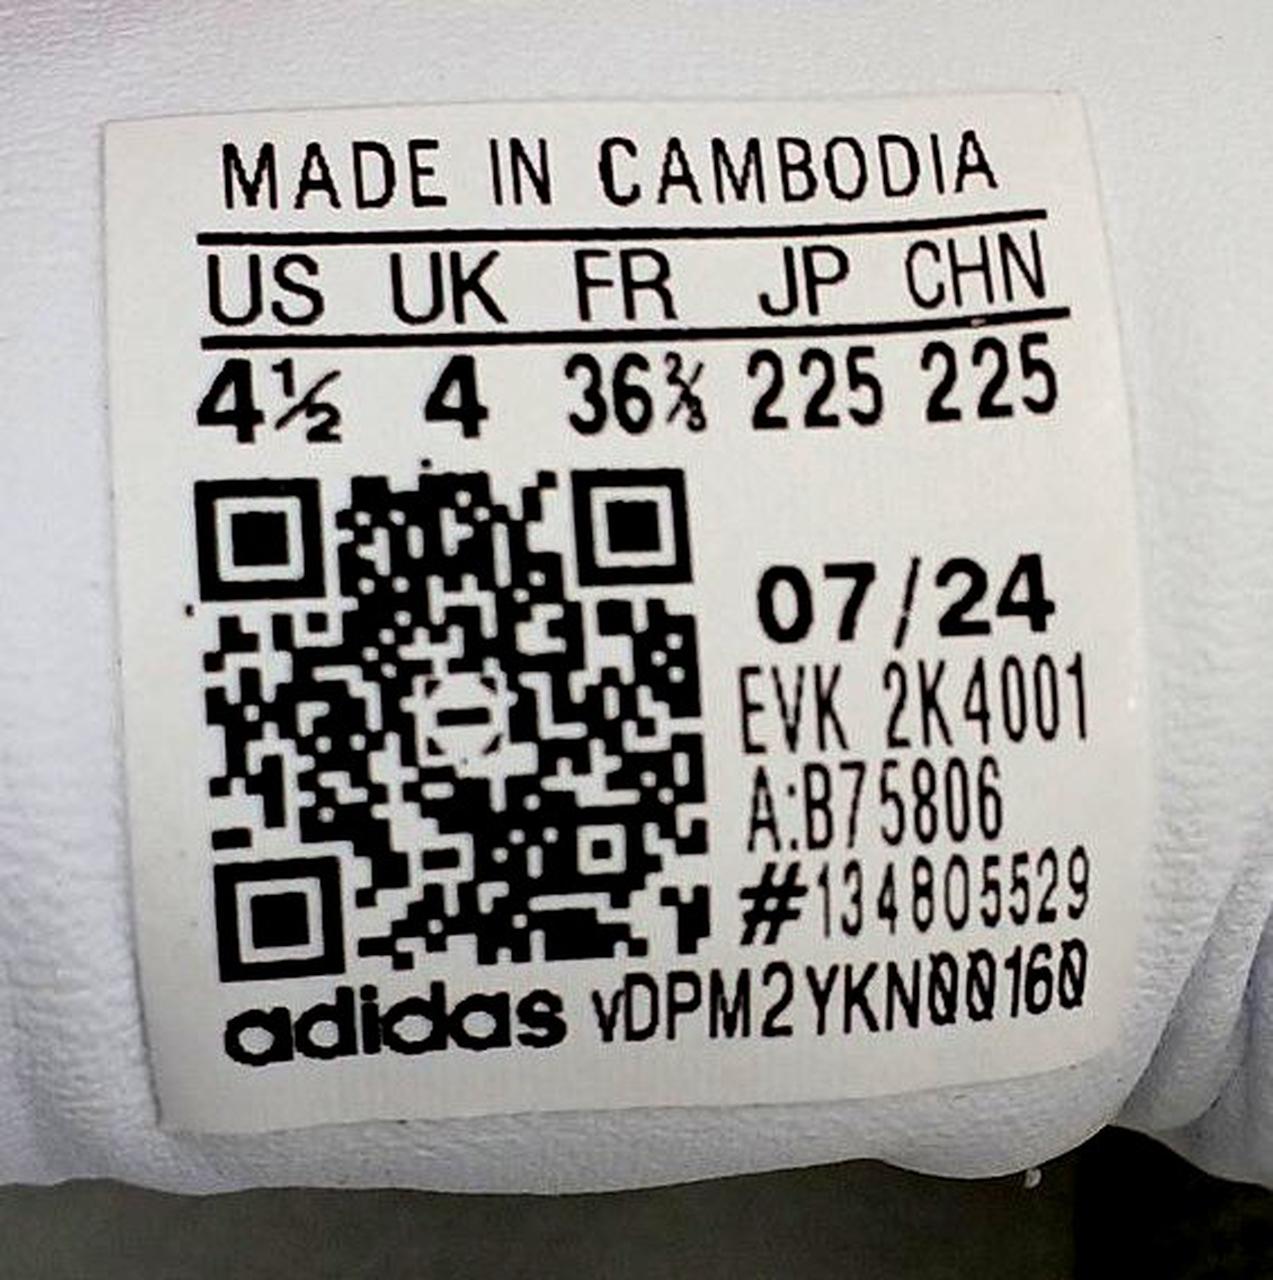 MADE IN CAMBODIA
US UK FR JP CHN
4½ 4 36⅔ 225 225
07/24
EVK 2K4001
A:B75806
#134805529
adidas vDPM2YKN00160